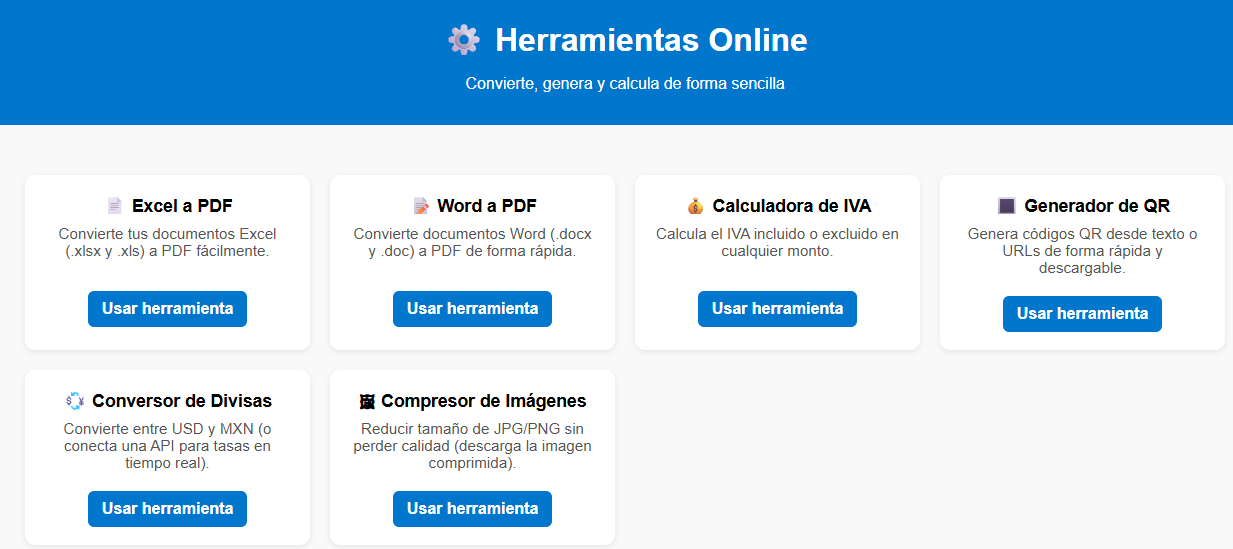 Herramientas Online
Convierte, genera y calcula de forma sencilla
Excel a PDF
Convierte tus documentos Excel
(.xlsx y .xls) a PDF fácilmente.
Usar herramienta
Word a PDF
Convierte documentos Word (.docx
y .doc) a PDF de forma rápida.
Usar herramienta
Calculadora de IVA
Calcula el IVA incluido o excluido en
cualquier monto.
Usar herramienta
Generador de QR
Genera códigos QR desde texto o
URLs de forma rápida y
descargable.
Usar herramienta
Conversor de Divisas
Convierte entre USD y MXN (o
conecta una API para tasas en
tiempo real).
Usar herramienta
Compresor de Imágenes
Reducir tamaño de JPG/PNG sin
perder calidad (descarga la imagen
comprimida).
Usar herramienta